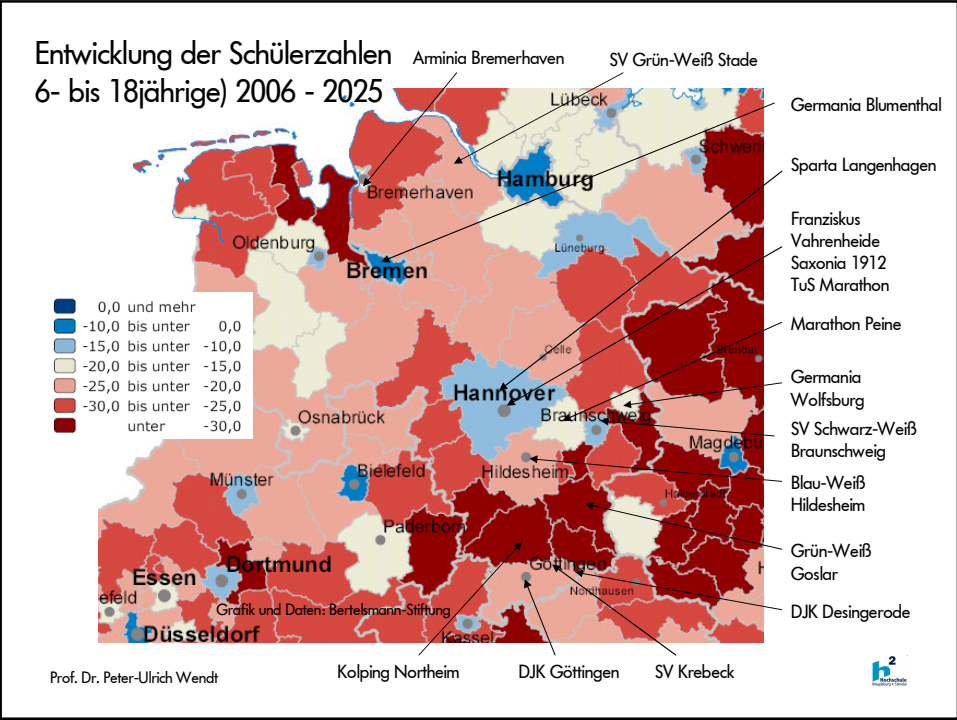 Entwicklung der Schülerzahlen
6- bis 18jährige) 2006 - 2025
Arminia Bremerhaven
SV Grün-Weiß Stade
Germania Blumenthal
Sparta Langenhagen
Franziskus
Vahrenheide
Saxonia 1912
TuS Marathon
Marathon Peine
Germania
Wolfsburg
SV Schwarz-Weiß
Braunschweig
Blau-Weiß
Hildesheim
Grün-Weiß
Goslar
DJK Desingerode
Lübeck
Schwerin
Hamburg
Bremerhaven
Oldenburg
Lüneburg
Bremen
0,0 und mehr
-10,0 bis unter 0,0
-15,0 bis unter -10,0
-20,0 bis unter -15,0
-25,0 bis unter -20,0
-30,0 bis unter -25,0
unter -30,0
Celle
Stendal
Hannover
Braunschweig
Osnabrück
Magdebu
Hildesheim
Bielefeld
Münster
Halberstadt
Paderborn
Dortmund
Göttingen
Essen
Nordhausen
efeld
Grafik und Daten: Bertelsmann-Stiftung
Düsseldorf
Kassel
Kolping Northeim
DJK Göttingen
SV Krebeck
Prof. Dr. Peter-Ulrich Wendt
h2
Hochschule
Magdeburg • Stendal